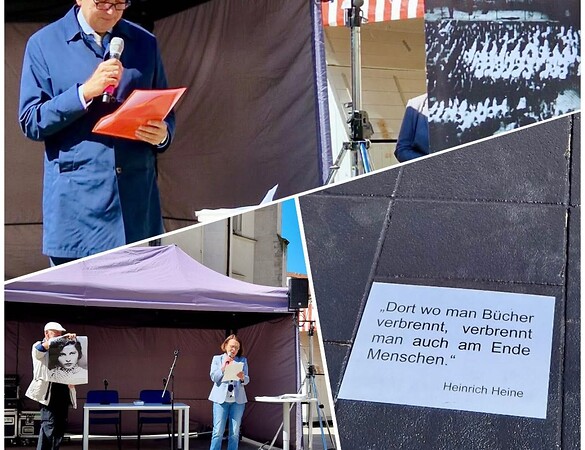 „Dort wo man Bücher
verbrennt, verbrennt
man auch am Ende
Menschen.“
Heinrich Heine